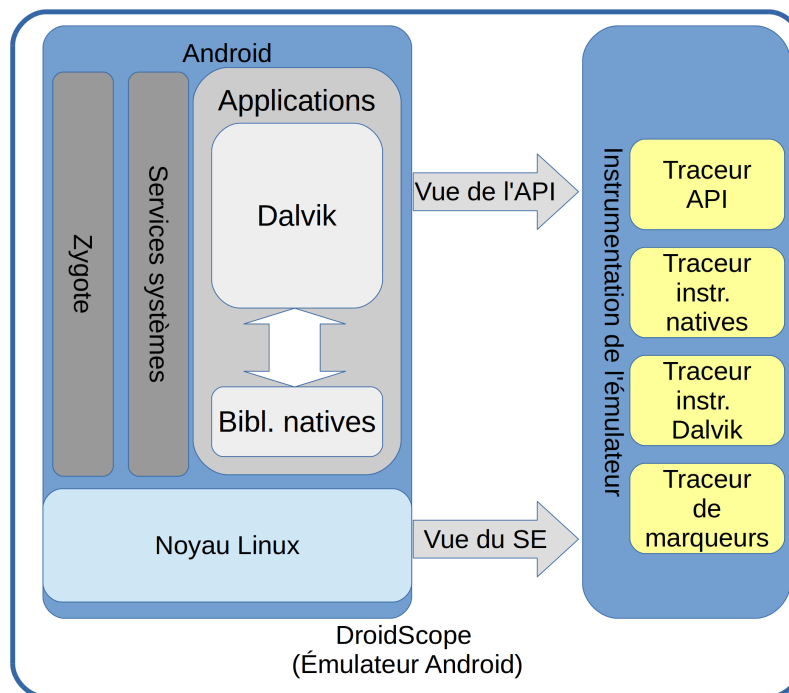 Android
Zygote
Services systèmes
Applications
Dalvik
Bibl. natives
Noyau Linux
Vue de l'API
Vue du SE
Instrumentation de l'émulateur
Traceur
API
Traceur
instr.
natives
Traceur
instr.
Dalvik
Traceur
de
marqueurs
DroidScope
(Émulateur Android)